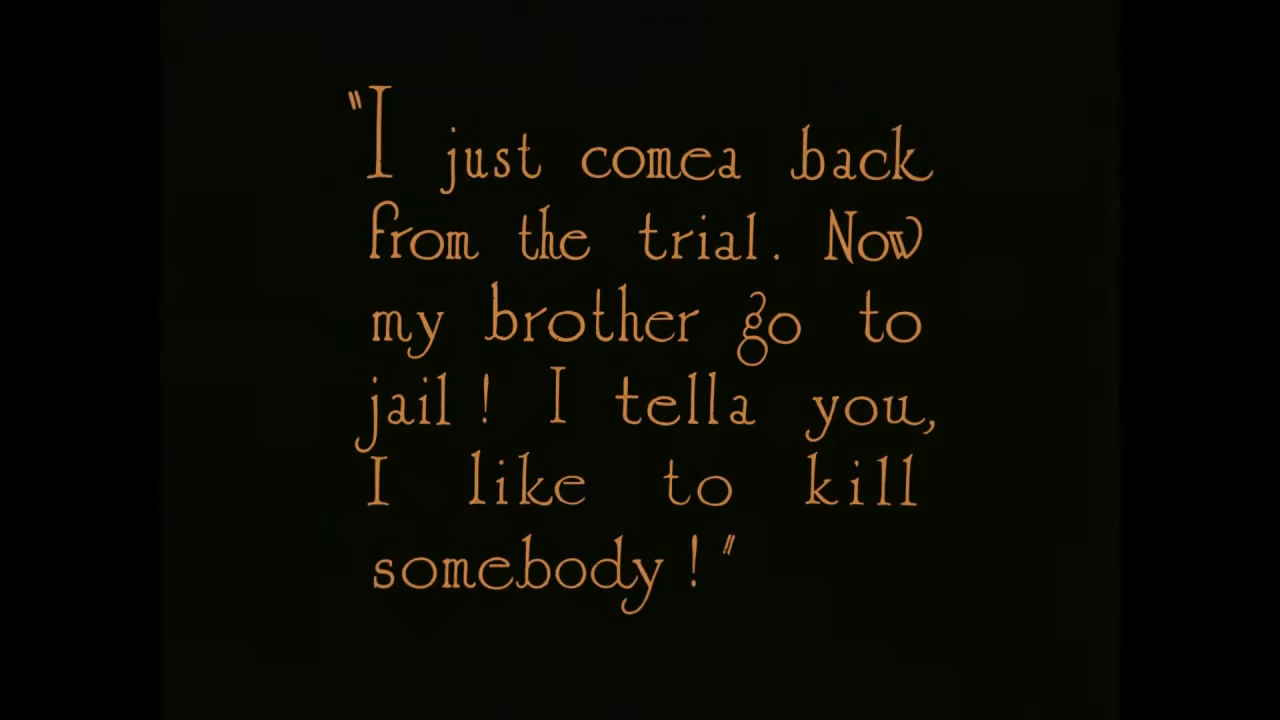 "I just comea back
from the trial. Now
my brother go to
jail! I tella you,
I like to kill
somebody!"